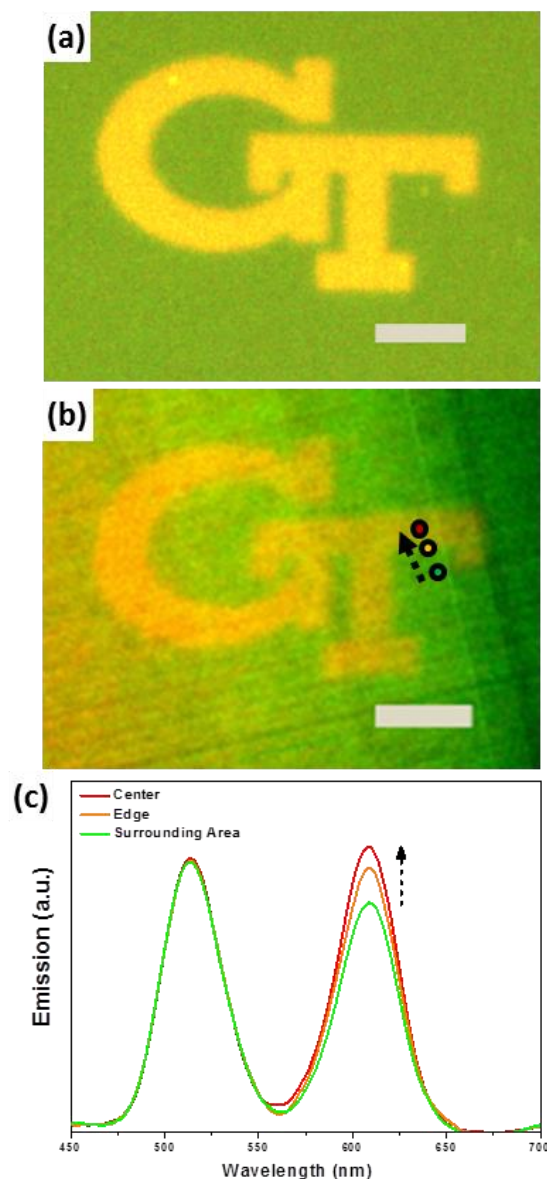 (a)
GT
(b)
GT
(c)
Center
Edge
Surrounding Area
Emission (a.u.)
450 500 550 600 650 700
Wavelength (nm)